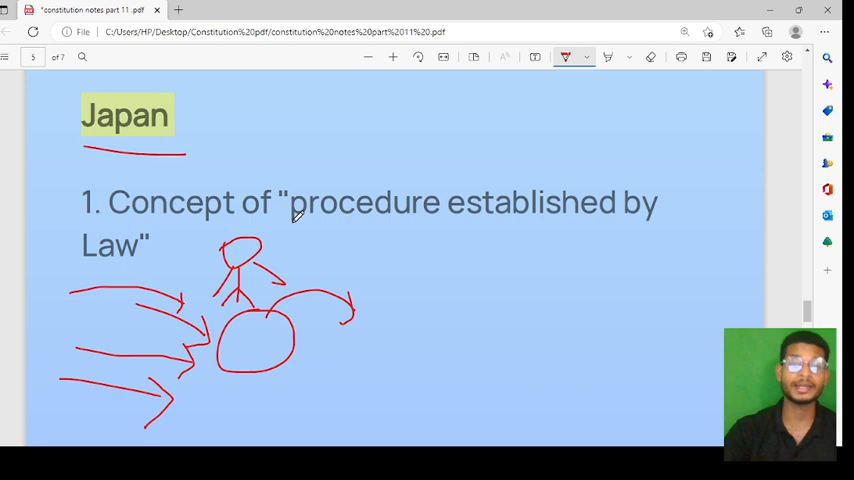 *constitution notes part 11 .pdf
File
C:/Users/HP/Desktop/Constitution%20pdf/constitution%20notes%20part%2011%20.pdf
5 of 7
Japan
1. Concept of "procedure established by
Law"